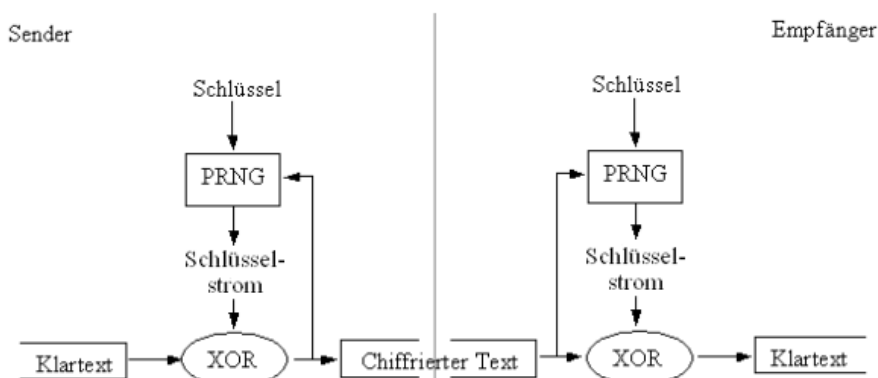 Sender
Empfänger
Schlüssel
Schlüssel
PRNG
PRNG
Schlüssel-
strom
Schlüssel-
strom
Klartext
XOR
Chiffrierter Text
XOR
Klartext